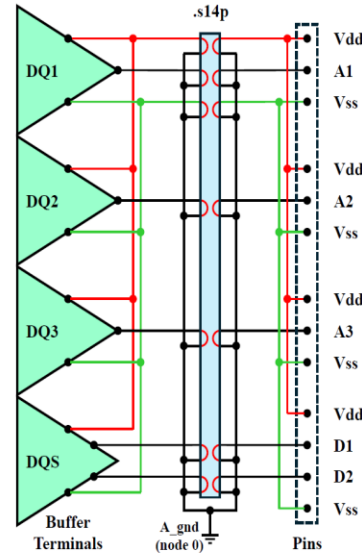 .s14p
Vdd
DQ1
A1
Vss
Vdd
DQ2
A2
Vss
Vdd
DQ3
A3
Vss
Vdd
DQS
D1
D2
Vss
Buffer
Terminals
A_gnd
(node 0)
Pins